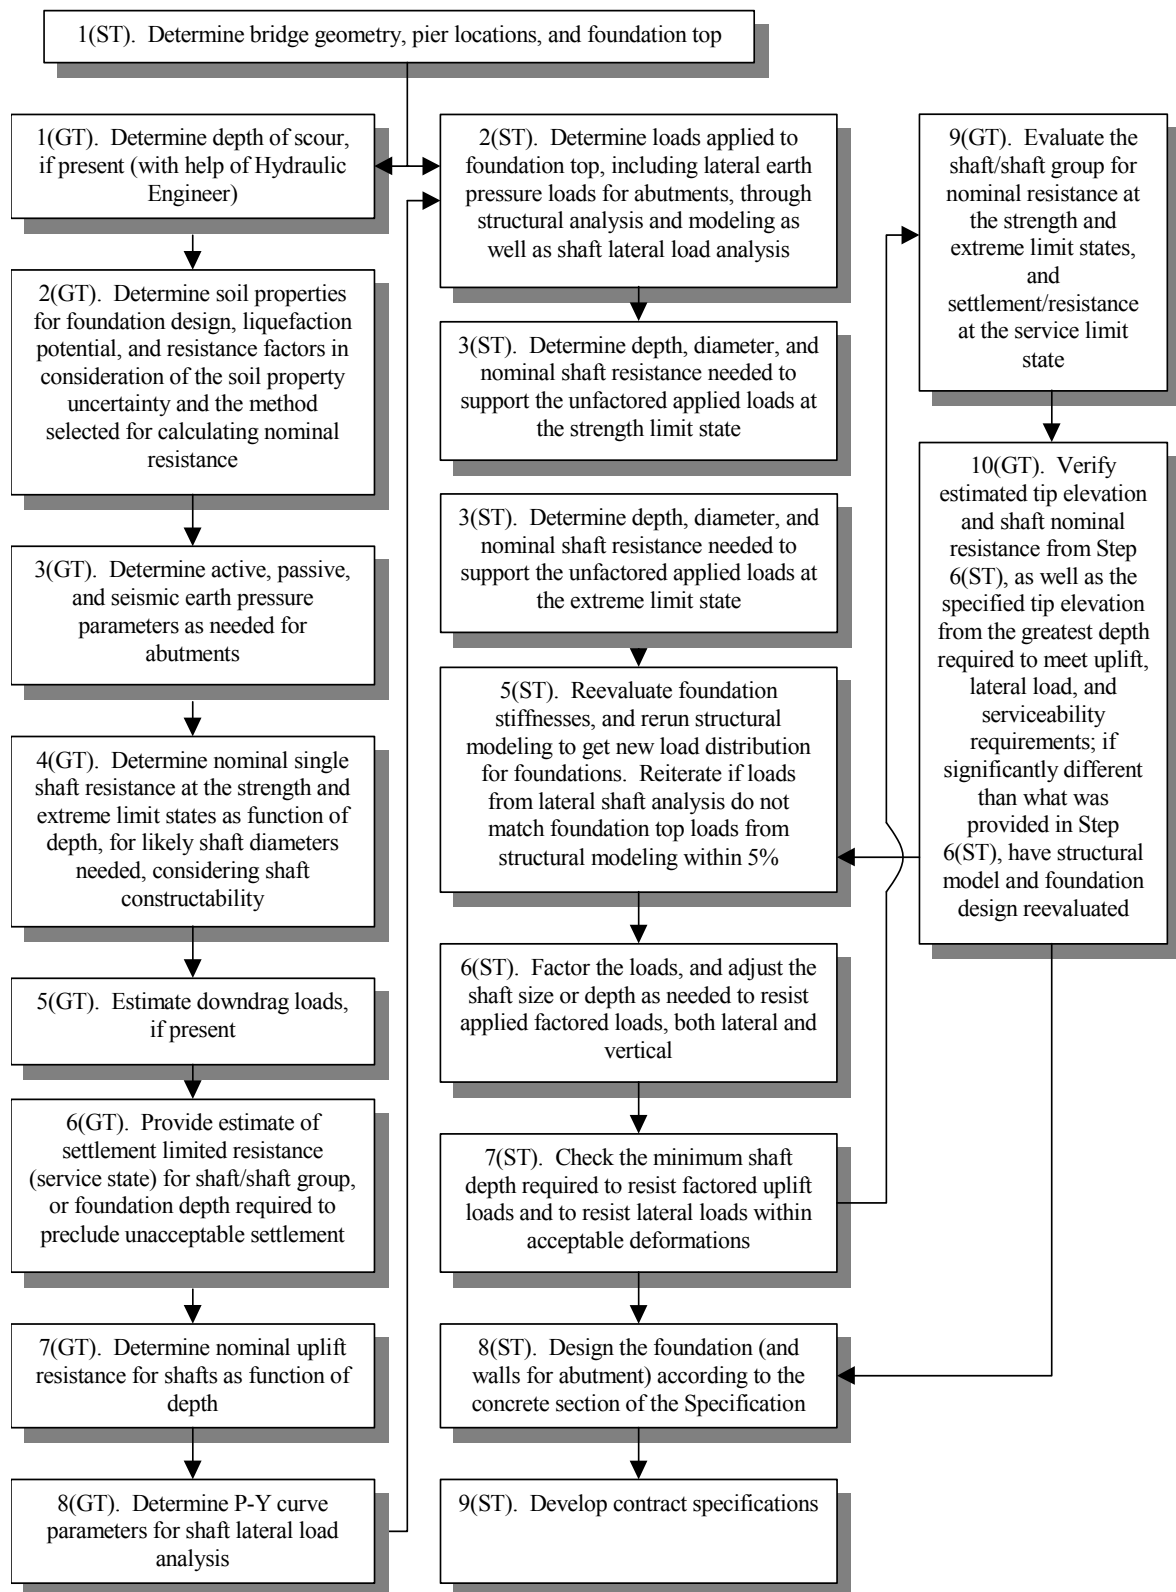 1(ST).  Determine bridge geometry, pier locations, and foundation top
1(GT).  Determine depth of scour,
if present (with help of Hydraulic
Engineer)
2(GT).  Determine soil properties
for foundation design, liquefaction
potential, and resistance factors in
consideration of the soil property
uncertainty and the method
selected for calculating nominal
resistance
3(GT).  Determine active, passive,
and seismic earth pressure
parameters as needed for
abutments
4(GT).  Determine nominal single
shaft resistance at the strength and
extreme limit states as function of
depth, for likely shaft diameters
needed, considering shaft
constructability
5(GT).  Estimate downdrag loads,
if present
6(GT).  Provide estimate of
settlement limited resistance
(service state) for shaft/shaft group,
or foundation depth required to
preclude unacceptable settlement
7(GT).  Determine nominal uplift
resistance for shafts as function of
depth
8(GT).  Determine P-Y curve
parameters for shaft lateral load
analysis
2(ST).  Determine loads applied to
foundation top, including lateral earth
pressure loads for abutments, through
structural analysis and modeling as
well as shaft lateral load analysis
3(ST).  Determine depth, diameter, and
nominal shaft resistance needed to
support the unfactored applied loads at
the strength limit state
3(ST).  Determine depth, diameter, and
nominal shaft resistance needed to
support the unfactored applied loads at
the extreme limit state
5(ST).  Reevaluate foundation
stiffnesses, and rerun structural
modeling to get new load distribution
for foundations.  Reiterate if loads
from lateral shaft analysis do not
match foundation top loads from
structural modeling within 5%
6(ST).  Factor the loads, and adjust the
shaft size or depth as needed to resist
applied factored loads, both lateral and
vertical
7(ST).  Check the minimum shaft
depth required to resist factored uplift
loads and to resist lateral loads within
acceptable deformations
8(ST).  Design the foundation (and
walls for abutment) according to the
concrete section of the Specification
9(ST).  Develop contract specifications
9(GT).  Evaluate the
shaft/shaft group for
nominal resistance at
the strength and
extreme limit states,
and
settlement/resistance
at the service limit
state
10(GT).  Verify
estimated tip elevation
and shaft nominal
resistance from Step
6(ST), as well as the
specified tip elevation
from the greatest depth
required to meet uplift,
lateral load, and
serviceability
requirements; if
significantly different
than what was
provided in Step
6(ST), have structural
model and foundation
design reevaluated